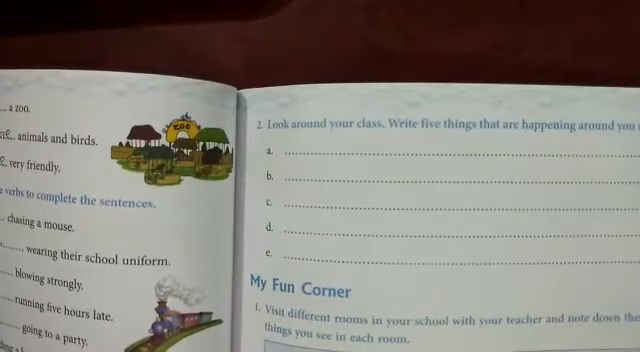 ... a zoo.
animals and birds.
very friendly.
ZOO
verbs to complete the sentences.
.. chasing a mouse.
........ wearing their school uniform.
..... blowing strongly.
..... running five hours late.
....... going to a party.
2. Look around your class. Write five things that are happening around you
a. ................................................
b. ................................................
c. ................................................
d. ................................................
e. ................................................
My Fun Corner
1. Visit different rooms in your school with your teacher and note down the
things you see in each room.